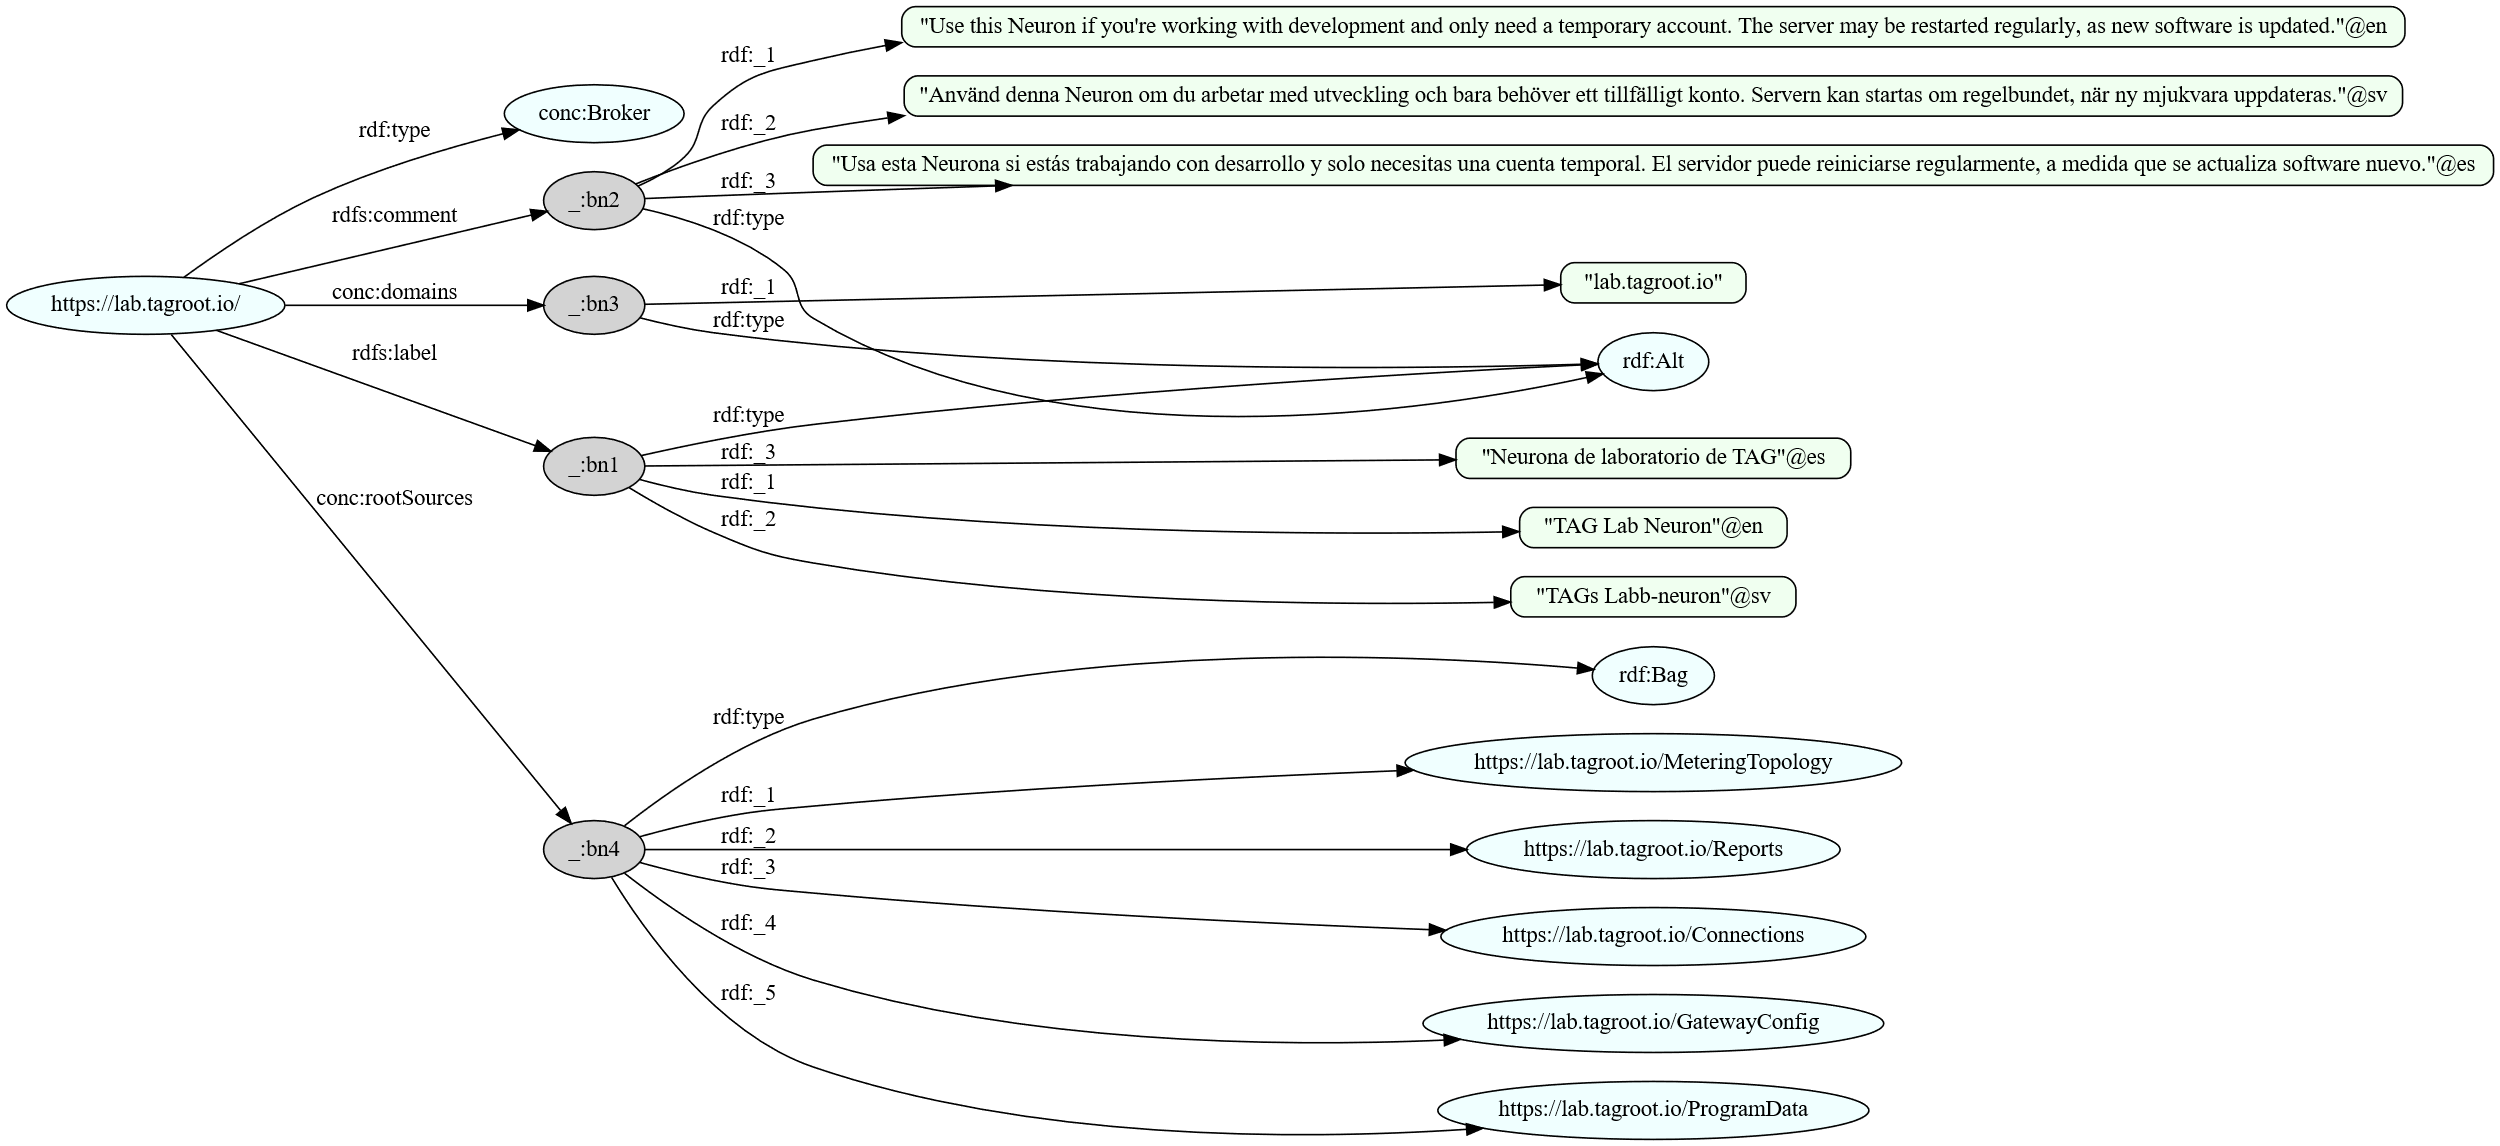 "Use this Neuron if you're working with development and only need a temporary account. The server may be restarted regularly, as new software is updated."@en
rdf:_1
"Använd denna Neuron om du arbetar med utveckling och bara behöver ett tillfälligt konto. Servern kan startas om regelbundet, när ny mjukvara uppdateras."@sv
conc:Broker
rdf:type
rdf:_2
"Usa esta Neurona si estás trabajando con desarrollo y solo necesitas una cuenta temporal. El servidor puede reiniciarse regularmente, a medida que se actualiza software nuevo."@es
rdf:_3
_:bn2
rdfs:comment
rdf:type
"lab.tagroot.io"
rdf:_1
conc:domains
https://lab.tagroot.io/
_:bn3
rdf:type
rdfs:label
rdf:Alt
rdf:type
rdf:_3
"Neurona de laboratorio de TAG"@es
_:bn1
rdf:_1
conc:rootSources
rdf:_2
"TAG Lab Neuron"@en
"TAGs Labb-neuron"@sv
rdf:Bag
rdf:type
https://lab.tagroot.io/MeteringTopology
rdf:_1
rdf:_2
_:bn4
https://lab.tagroot.io/Reports
rdf:_3
rdf:_4
https://lab.tagroot.io/Connections
rdf:_5
https://lab.tagroot.io/GatewayConfig
https://lab.tagroot.io/ProgramData